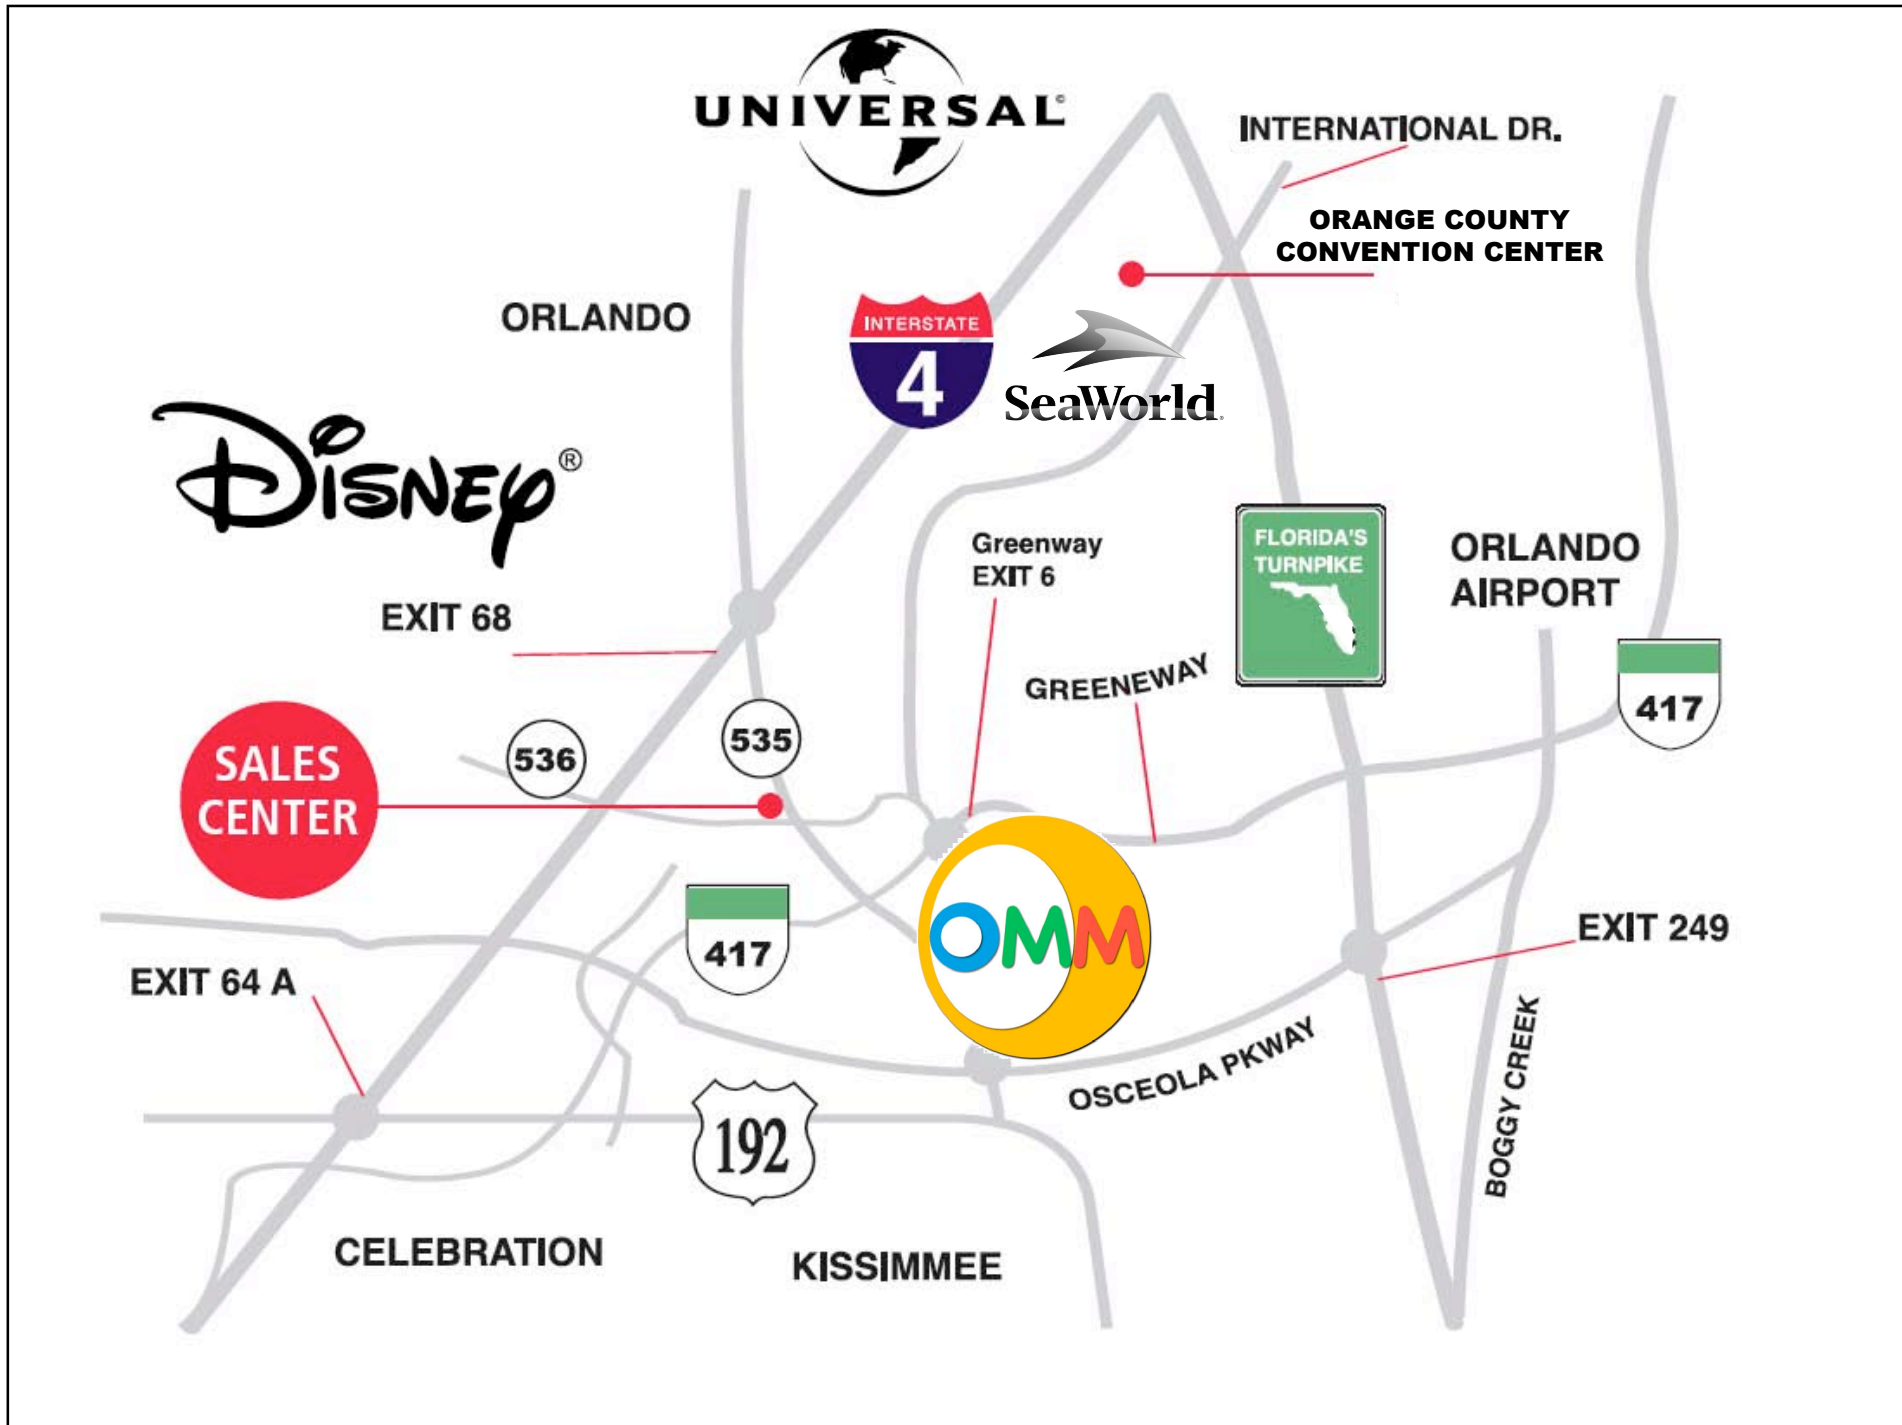 UNIVERSAL©
INTERNATIONAL DR.
ORANGE COUNTY
CONVENTION CENTER
ORLANDO
INTERSTATE
4
SeaWorld®
Disney®
Greenway
EXIT 6
FLORIDA'S
TURNPIKE
ORLANDO
AIRPORT
EXIT 68
GREENEWAY
417
SALES
CENTER
536
535
OMM
417
EXIT 249
EXIT 64 A
OSCEOLA PKWAY
BOGGY CREEK
192
CELEBRATION
KISSIMMEE